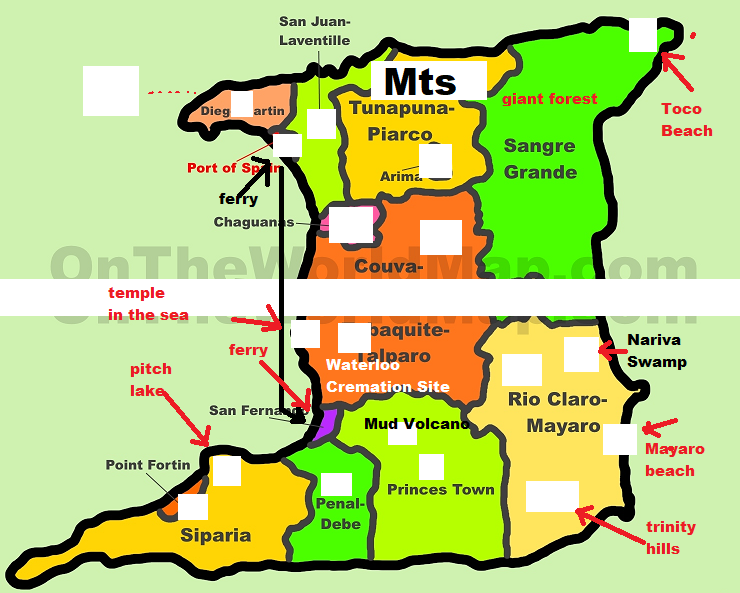 San Juan-
Laventille
Mts
Diego Martin
Tunapuna-
Piarco
giant forest
Toco
Beach
Sangre
Grande
Port of Spain
Arima
ferry
Chaguanas
OnTheWorldMap.com
Couva-
temple
in the sea
Talparo
ferry
Waterloo
Cremation Site
Nariva
Swamp
pitch
lake
Rio Claro-
Mayaro
San Fernando
Mud Volcano
Mayaro
beach
Point Fortin
Princes Town
Penal-
Debe
Siparia
trinity
hills